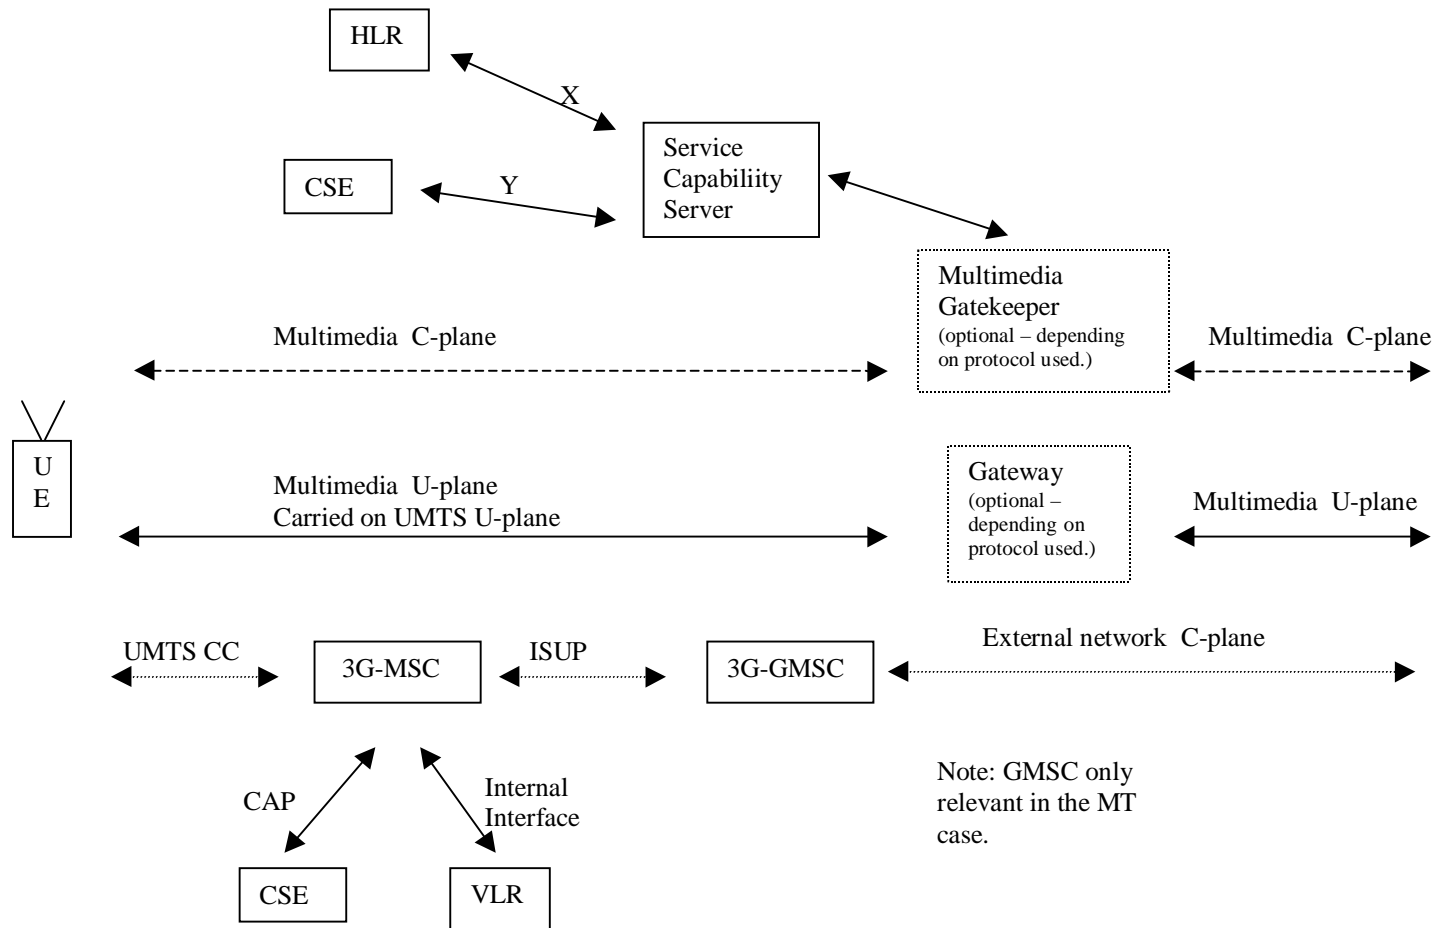 HLR
X
Service
Capabiliity
Server
CSE
Y
Multimedia
Gatekeeper
(optional – depending
on protocol used.)
Multimedia C-plane
Multimedia C-plane
U
E
Multimedia U-plane
Carried on UMTS U-plane
Gateway
(optional –
depending on
protocol used.)
Multimedia U-plane
UMTS CC
3G-MSC
ISUP
3G-GMSC
External network C-plane
CAP
Internal
Interface
Note: GMSC only
relevant in the MT
case.
CSE
VLR